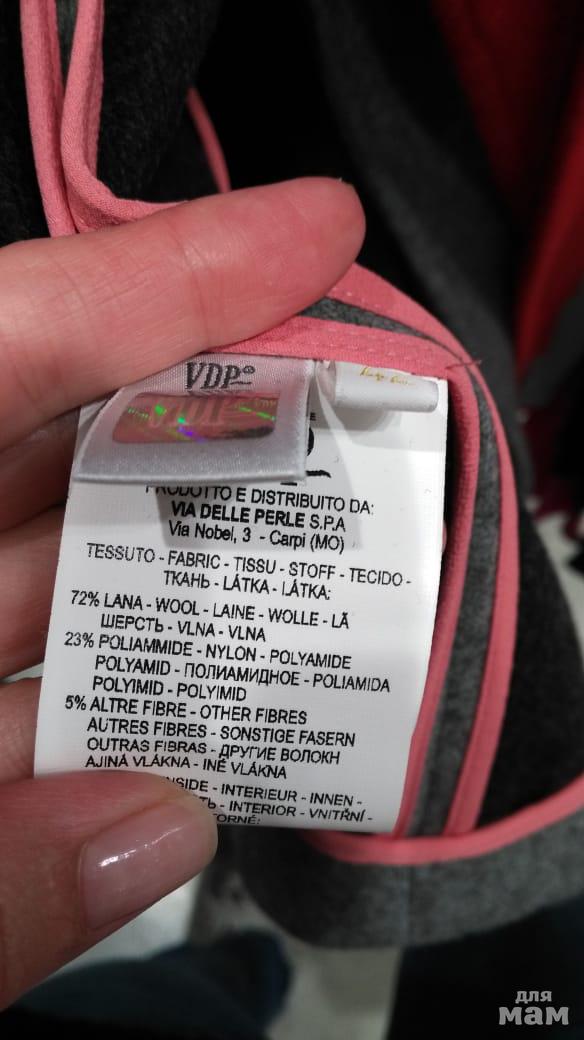 VDP®
VDP
PRODOTTO E DISTRIBUITO DA:
VIA DELLE PERLE S.P.A
Via Nobel, 3 - Carpi (MO)
TESSUTO - FABRIC - TISSU - STOFF - TECIDO -
ТКАНЬ - LÁTKA - LÁTKA:
72% LANA - WOOL - LAINE - WOLLE - LÃ
ШЕРСТЬ - VLNA - VLNA
23% POLIAMMIDE - NYLON - POLYAMIDE
POLYAMID - ПОЛИАМИДНОЕ - POLIAMIDA
POLYIMID - POLYIMID
5% ALTRE FIBRE - OTHER FIBRES
AUTRES FIBRES - SONSTIGE FASERN
OUTRAS FIBRAS - ДРУГИЕ ВОЛОКН
AJINÁ VLÁKNA - INÉ VLÁKNA
INSIDE - INTERIEUR - INNEN -
- INTERIOR - VNITŘNÍ -
для
мам